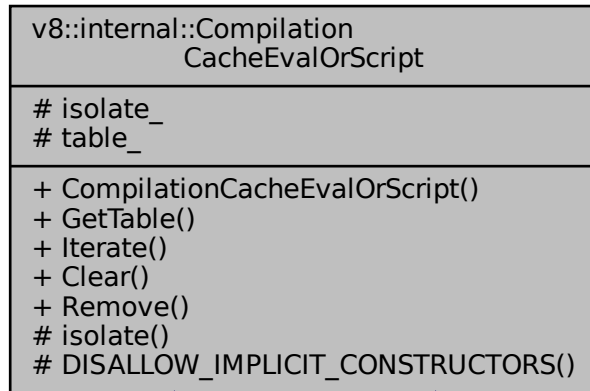 v8::internal::Compilation
CacheEvalOrScript
# isolate_
# table_
+ CompilationCacheEvalOrScript()
+ GetTable()
+ Iterate()
+ Clear()
+ Remove()
# isolate()
# DISALLOW_IMPLICIT_CONSTRUCTORS()